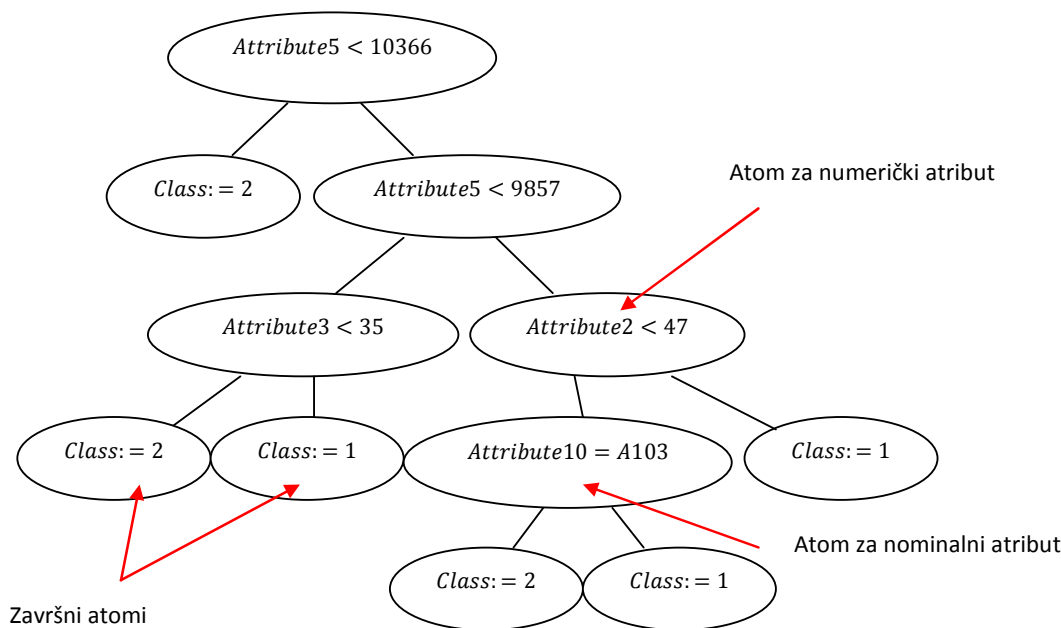 Attribute5 < 10366
Class: = 2
Attribute5 < 9857
Atom za numerički atribut
Attribute3 < 35
Attribute2 < 47
Class: = 2
Class: = 1
Attribute10 = A103
Class: = 1
Atom za nominalni atribut
Class: = 2
Class: = 1
Završni atomi